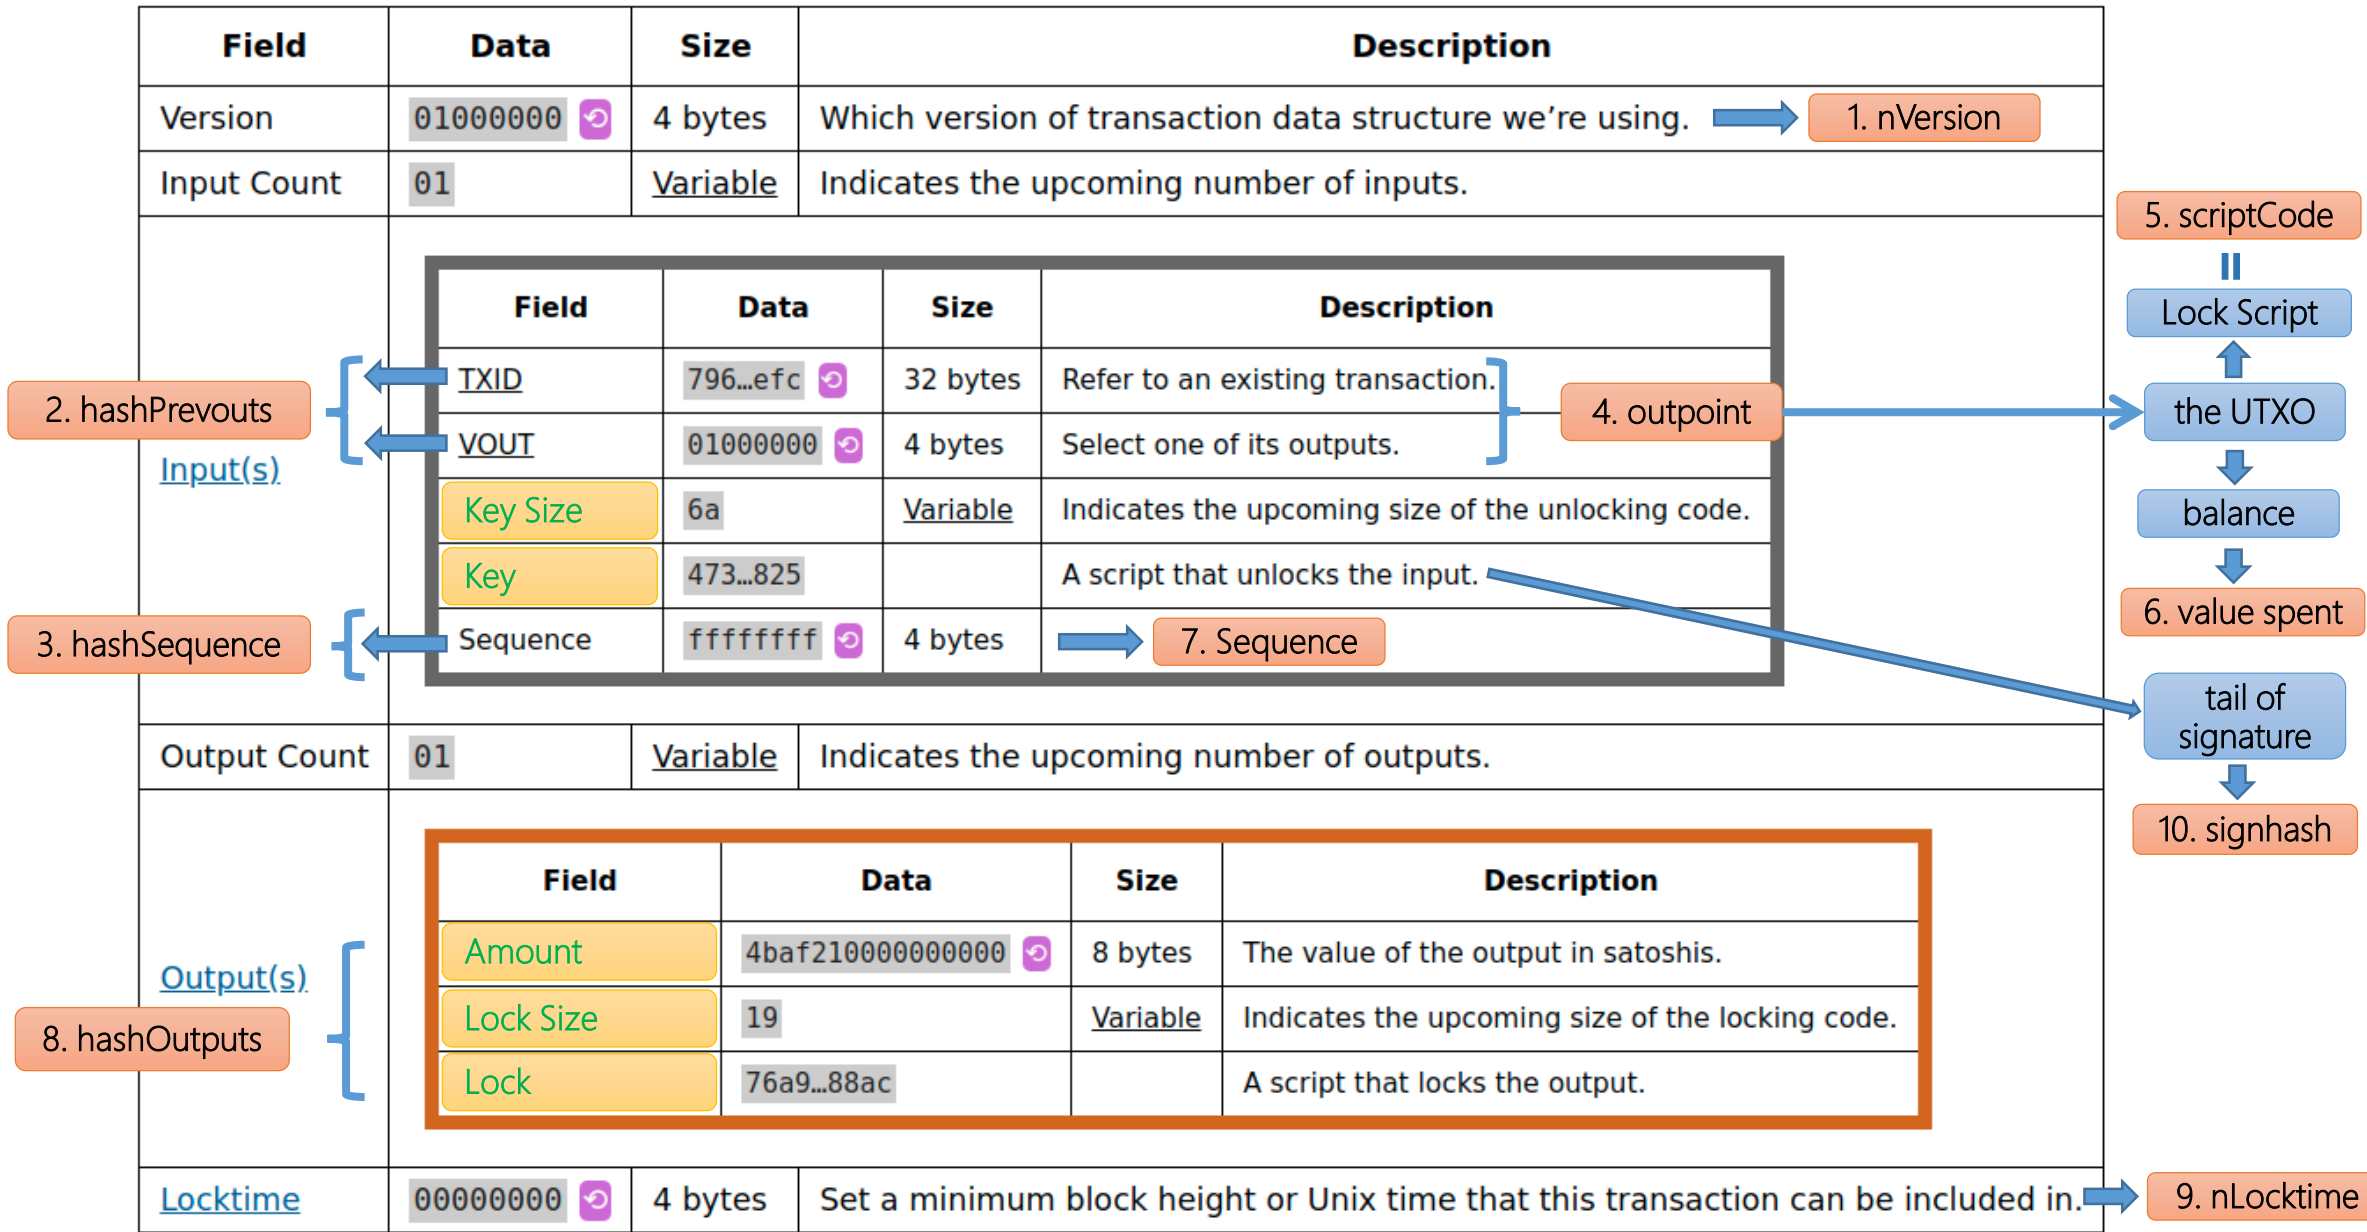 Field Data Size Description
Version 01000000 4 bytes Which version of transaction data structure we’re using. 1. nVersion
Input Count 01 Variable Indicates the upcoming number of inputs.
5. scriptCode
Field Data Size Description
Lock Script
TXID 796…efc 32 bytes Refer to an existing transaction.
2. hashPrevouts
4. outpoint
the UTXO
VOUT 01000000 4 bytes Select one of its outputs.
Input(s)
Key Size 6a Variable Indicates the upcoming size of the unlocking code.
balance
Key 473…825 A script that unlocks the input.
6. value spent
3. hashSequence
Sequence ffffffff 4 bytes 7. Sequence
tail of
signature
Output Count 01 Variable Indicates the upcoming number of outputs.
10. signhash
Field Data Size Description
Amount 4baf210000000000 8 bytes The value of the output in satoshis.
Output(s)
Lock Size 19 Variable Indicates the upcoming size of the locking code.
8. hashOutputs
Lock 76a9…88ac A script that locks the output.
Locktime 00000000 4 bytes Set a minimum block height or Unix time that this transaction can be included in. 9. nLocktime